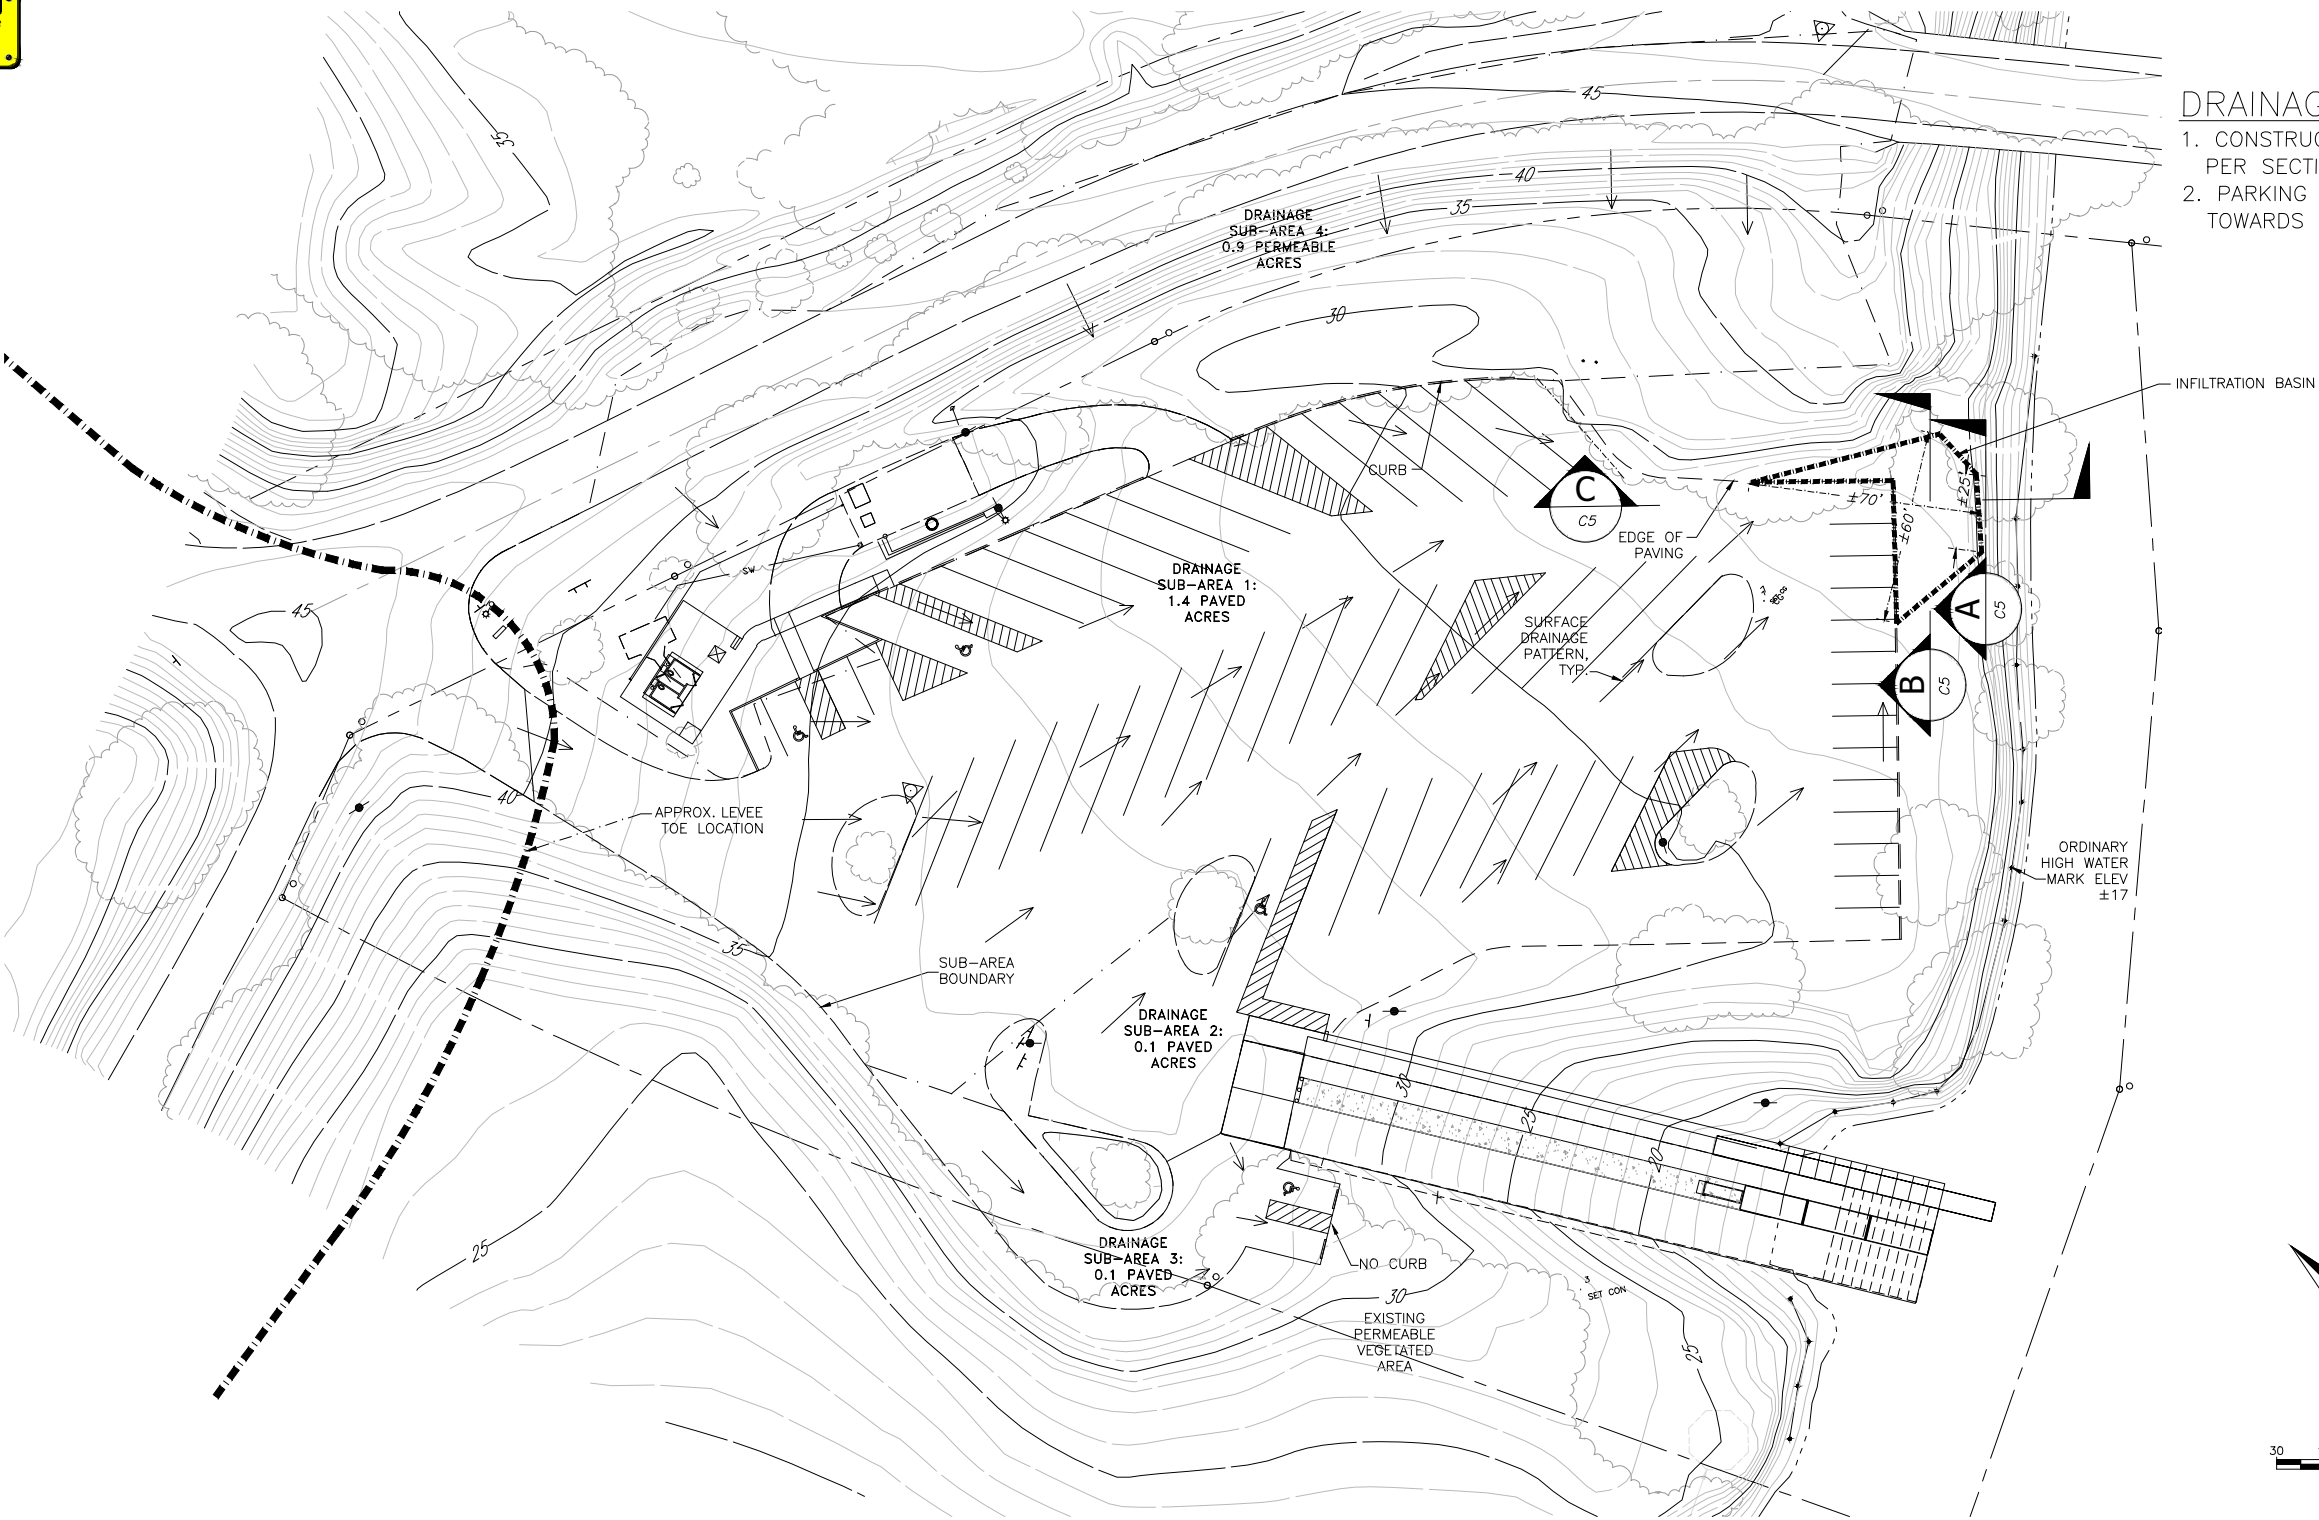 DRAINAG
1. CONSTRUC
PER SECTI
2. PARKING
TOWARDS
45
35
40
35
DRAINAGE
SUB-AREA 4:
0.9 PERMEABLE
ACRES
30
INFILTRATION BASIN
CURB
C
C5
±70'
±25'
±60'
EDGE OF
PAVING
SW
DRAINAGE
SUB-AREA 1:
1.4 PAVED
ACRES
45
SURFACE
DRAINAGE
PATTERN,
TYP.
A
C5
B
C5
40
APPROX. LEVEE
TOE LOCATION
ORDINARY
HIGH WATER
MARK ELEV
±17
35
SUB-AREA
BOUNDARY
DRAINAGE
SUB-AREA 2:
0.1 PAVED
ACRES
30
25
20
DRAINAGE
SUB-AREA 3:
0.1 PAVED
ACRES
25
NO CURB
30
3
SET CON
EXISTING
PERMEABLE
VEGETATED
AREA
25
30